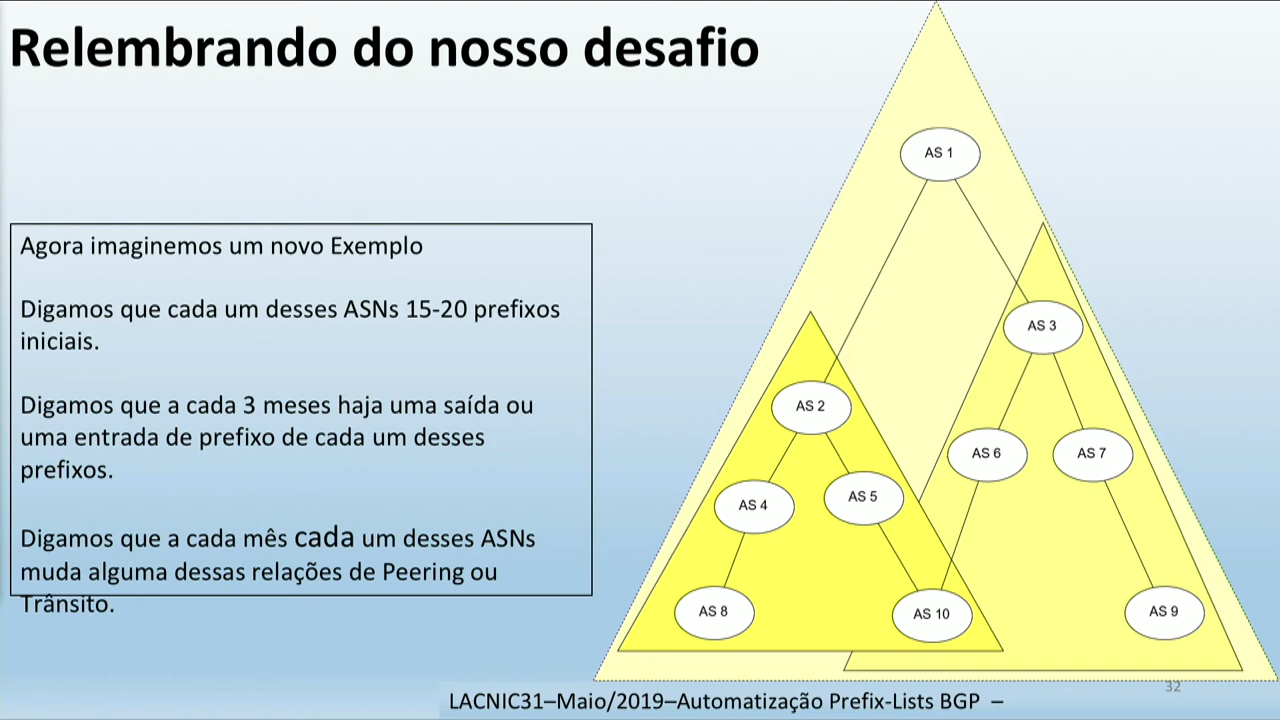 Relembrando do nosso desafio
Agora imaginemos um novo Exemplo
Digamos que cada um desses ASNs 15-20 prefixos
iniciais.
Digamos que a cada 3 meses haja uma saída ou
uma entrada de prefixo de cada um desses
prefixos.
Digamos que a cada mês cada um desses ASNs
muda alguma dessas relações de Peering ou
Trânsito.
AS 1
AS 3
AS 2
AS 6
AS 7
AS 4
AS 5
AS 8
AS 10
AS 9
32
LACNIC31–Maio/2019–Automatização Prefix-Lists BGP –